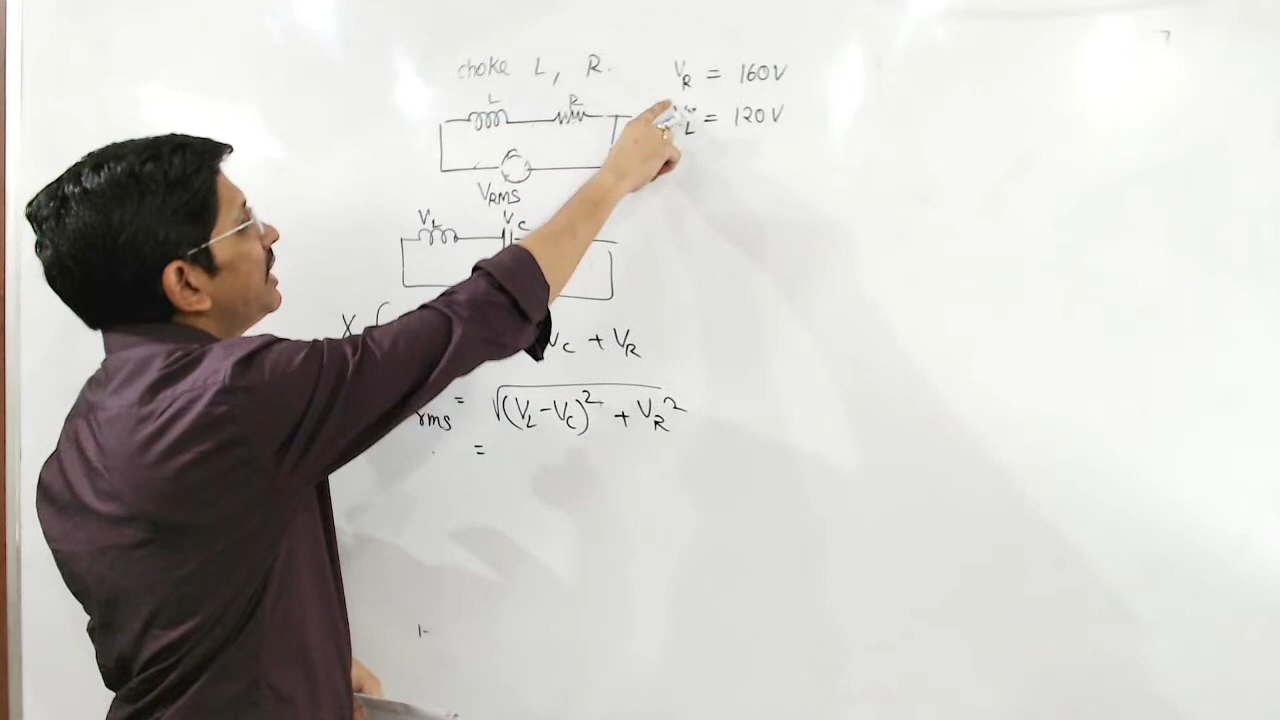 choke L, R.
V_R = 160V
L R
L = 120V
V_RMS
V_L V_C
X (
V_C + V_R
rms = √(V_L - V_C)² + V_R²
=